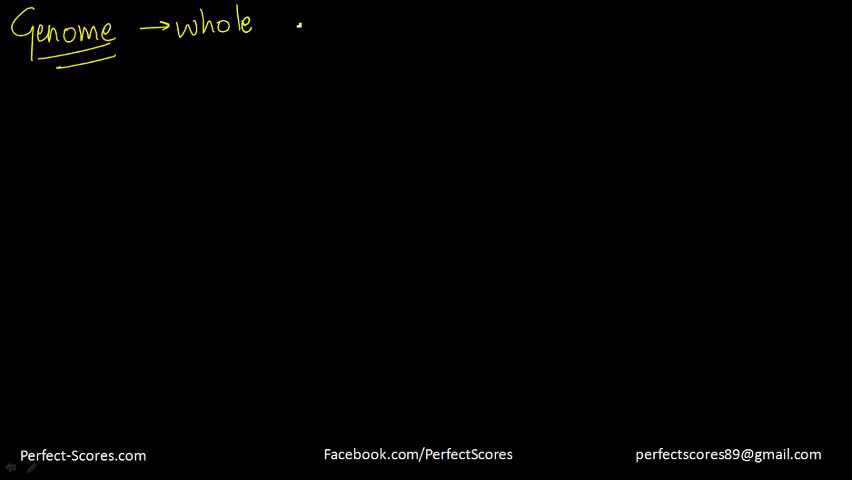 Genome → whole
Perfect-Scores.com
Facebook.com/PerfectScores
perfectscores89@gmail.com